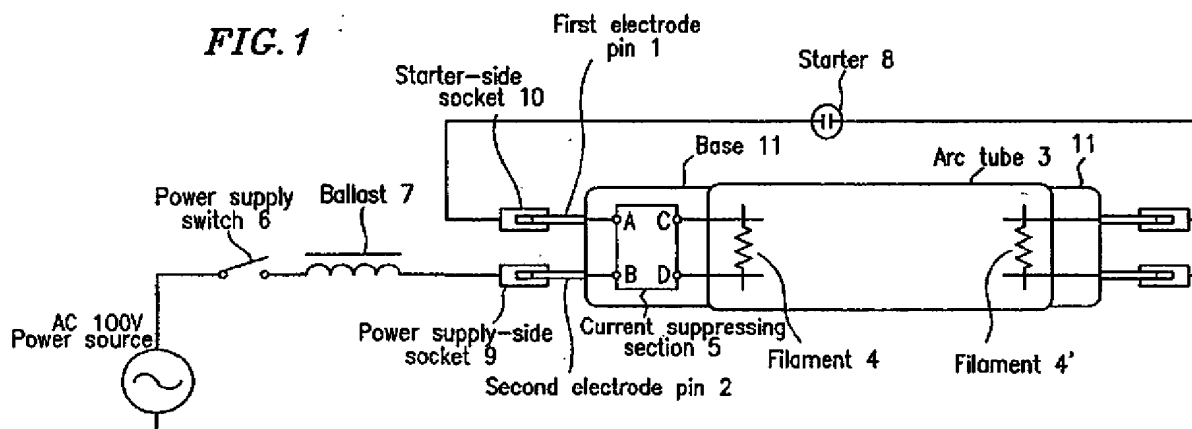 FIG. 1
First electrode
pin 1
Starter-side
socket 10
Starter 8
Base 11
Arc tube 3
11
Power supply
switch 6
Ballast 7
A
C
B
D
AC 100V
Power source
Power supply-side
socket 9
Current suppressing
section 5
Second electrode pin 2
Filament 4
Filament 4'